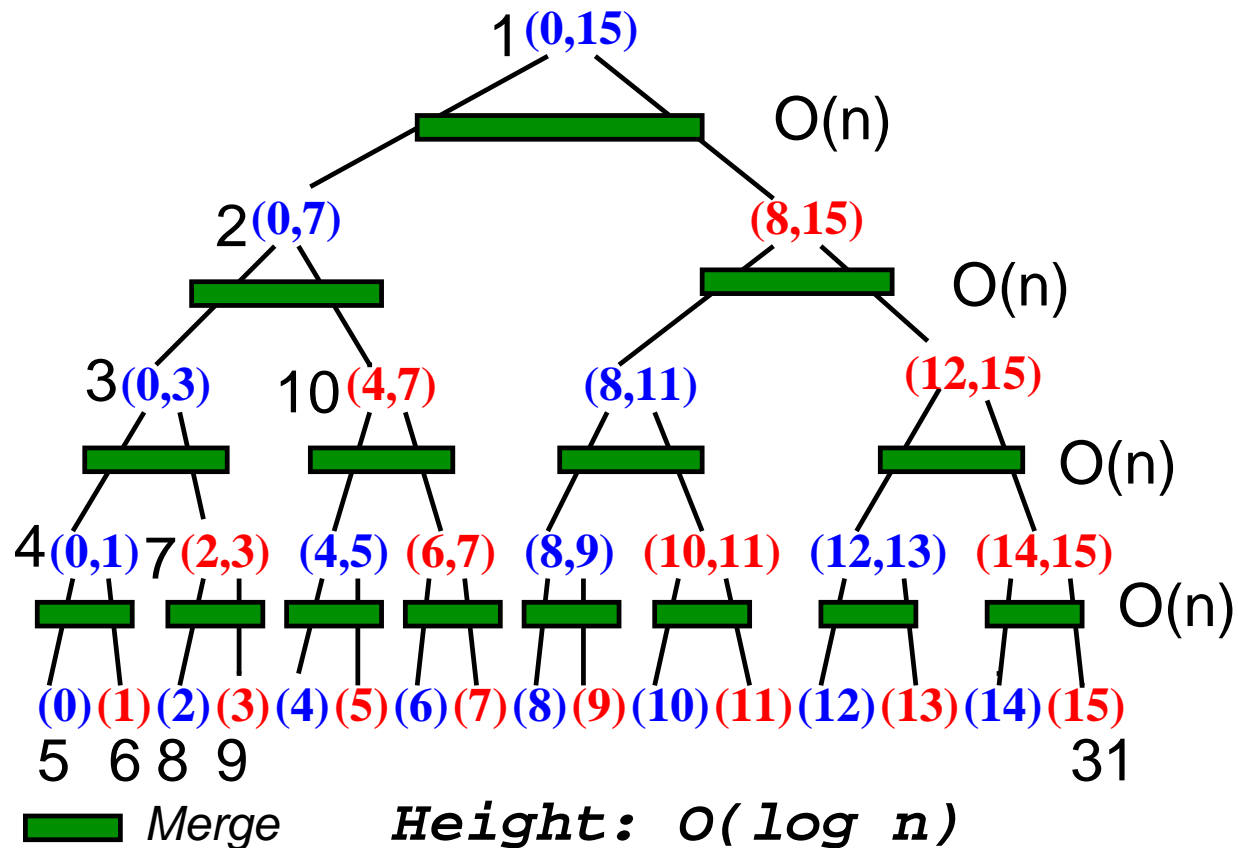 1 (0,15)
O(n)
2 (0,7) (8,15)
O(n)
3 (0,3) 10 (4,7) (8,11) (12,15)
O(n)
4 (0,1) 7 (2,3) (4,5) (6,7) (8,9) (10,11) (12,13) (14,15)
O(n)
(0) (1) (2) (3) (4) (5) (6) (7) (8) (9) (10) (11) (12) (13) (14) (15)
5 6 8 9 31
Merge Height: O(log n)